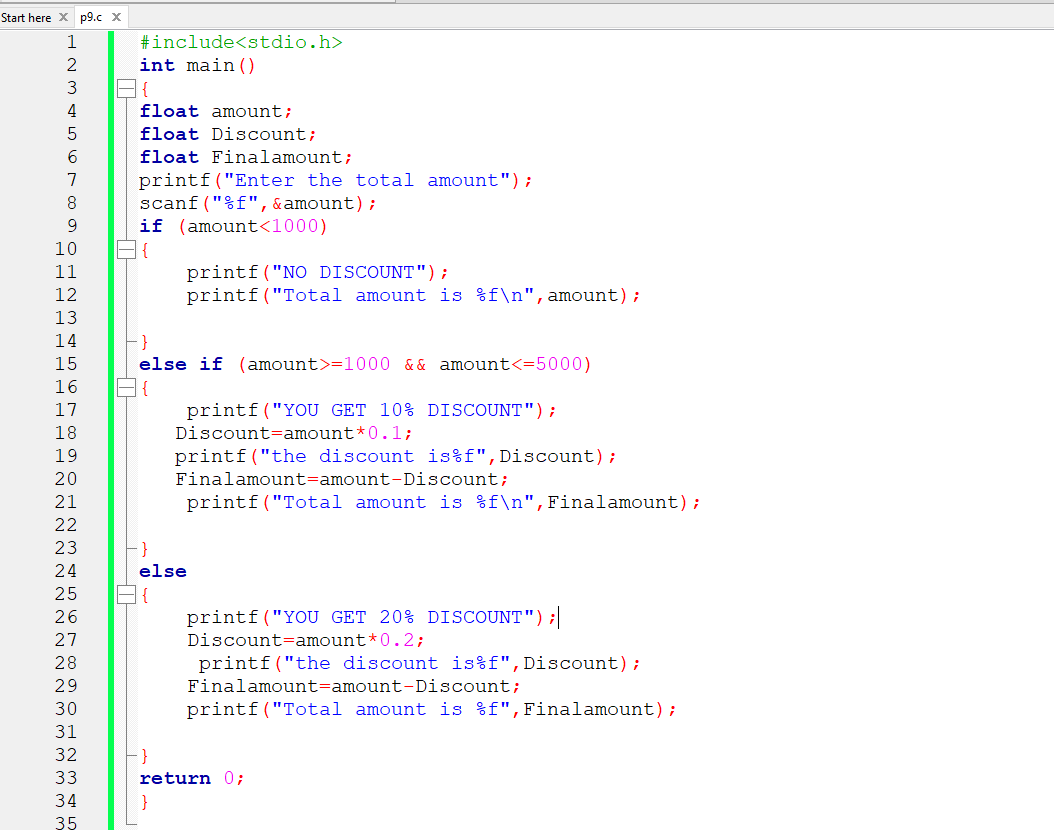 Start here X p9.c X
1 #include<stdio.h>
2 int main()
3 {
4 float amount;
5 float Discount;
6 float Finalamount;
7 printf("Enter the total amount");
8 scanf("%f",&amount);
9 if (amount<1000)
10 {
11     printf("NO DISCOUNT");
12     printf("Total amount is %f\n",amount);
13
14 }
15 else if (amount>=1000 && amount<=5000)
16 {
17     printf("YOU GET 10% DISCOUNT");
18    Discount=amount*0.1;
19    printf("the discount is%f",Discount);
20    Finalamount=amount-Discount;
21     printf("Total amount is %f\n",Finalamount);
22
23 }
24 else
25 {
26     printf("YOU GET 20% DISCOUNT");
27     Discount=amount*0.2;
28      printf("the discount is%f",Discount);
29     Finalamount=amount-Discount;
30     printf("Total amount is %f",Finalamount);
31
32 }
33 return 0;
34 }
35